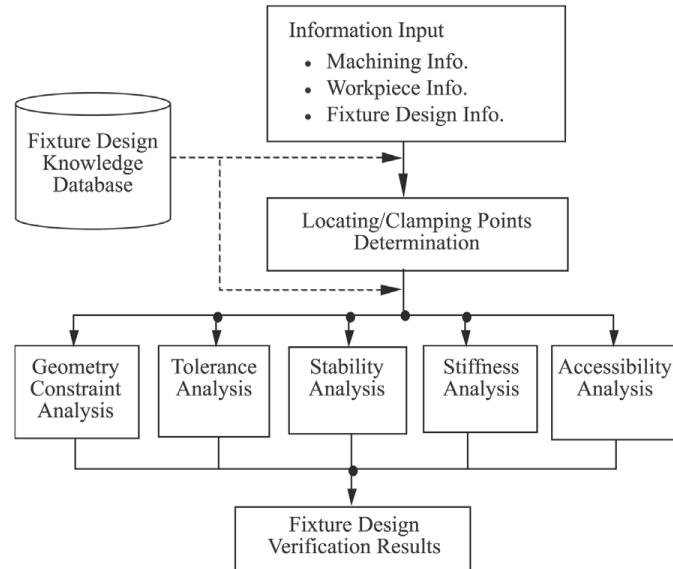 Information Input
• Machining Info.
• Workpiece Info.
• Fixture Design Info.
Fixture Design
Knowledge
Database
Locating/Clamping Points
Determination
Geometry
Constraint
Analysis
Tolerance
Analysis
Stability
Analysis
Stiffness
Analysis
Accessibility
Analysis
Fixture Design
Verification Results